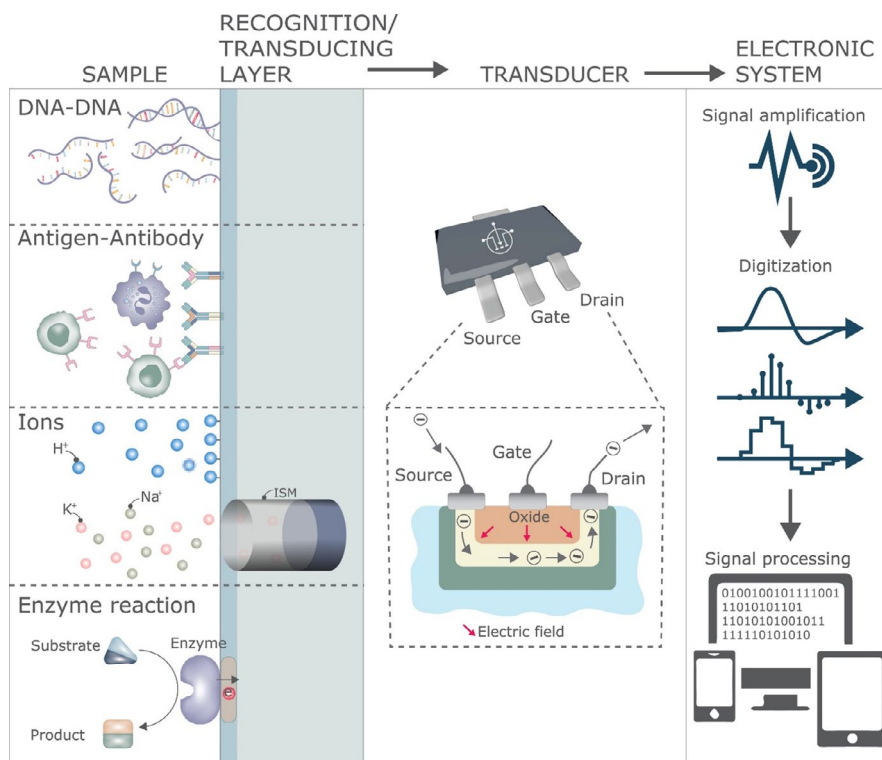 SAMPLE
RECOGNITION/
TRANSDUCING
LAYER
TRANSDUCER
ELECTRONIC
SYSTEM
DNA-DNA
Antigen-Antibody
Ions
H⁺
K⁺
Na⁺
ISM
Enzyme reaction
Substrate
Enzyme
Product
Source
Gate
Drain
Source
Gate
Drain
Oxide
Electric field
Signal amplification
Digitization
Signal processing
0100100101111001
11010101101
11010101001011
111110101010